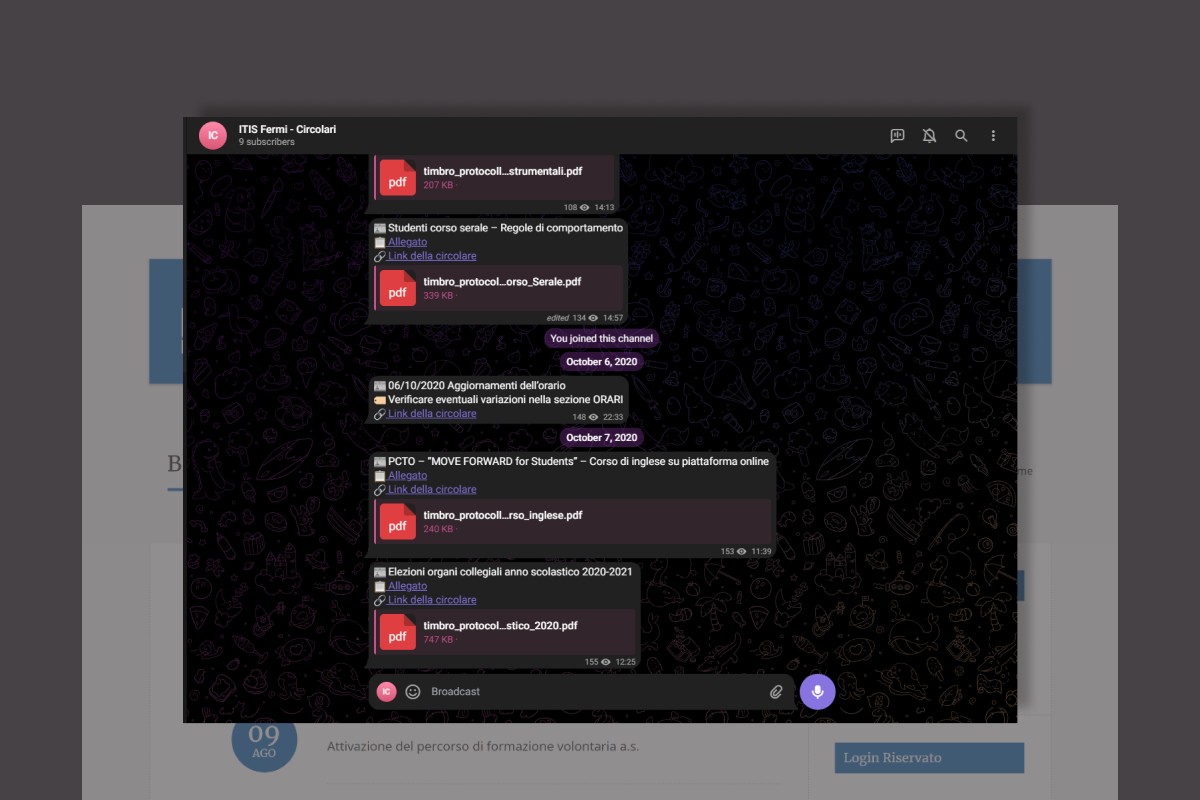 IC
ITIS Fermi - Circolari
9 subscribers
pdf
timbro_protocoll...strumentali.pdf
207 KB ·
108 14:13
Studenti corso serale – Regole di comportamento
Allegato
Link della circolare
pdf
timbro_protocol...orso_Serale.pdf
339 KB ·
edited 134 14:57
You joined this channel
October 6, 2020
06/10/2020 Aggiornamenti dell'orario
Verificare eventuali variazioni nella sezione ORARI
Link della circolare
148 22:33
October 7, 2020
PCTO – “MOVE FORWARD for Students” – Corso di inglese su piattaforma online
Allegato
Link della circolare
pdf
timbro_protocoll...rso_inglese.pdf
240 KB ·
153 11:39
Elezioni organi collegiali anno scolastico 2020-2021
Allegato
Link della circolare
pdf
timbro_protocol...stico_2020.pdf
747 KB ·
155 12:25
IC
Broadcast
B
me
09
AGO
Attivazione del percorso di formazione volontaria a.s.
Login Riservato